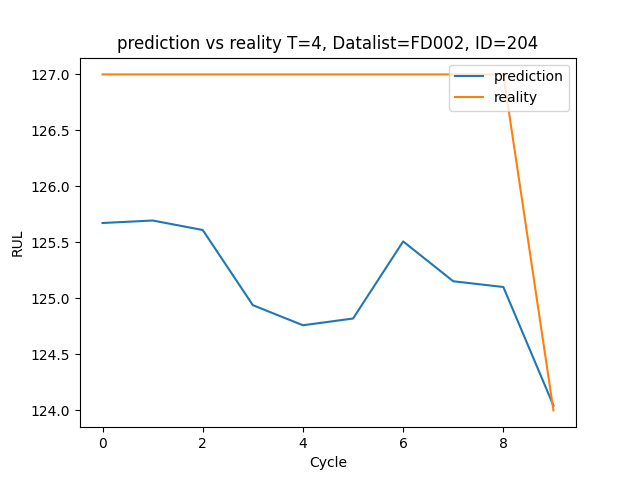 prediction vs reality T=4, Datalist=FD002, ID=204
127.0
126.5
126.0
125.5
125.0
124.5
124.0
RUL
prediction
reality
0 2 4 6 8
Cycle